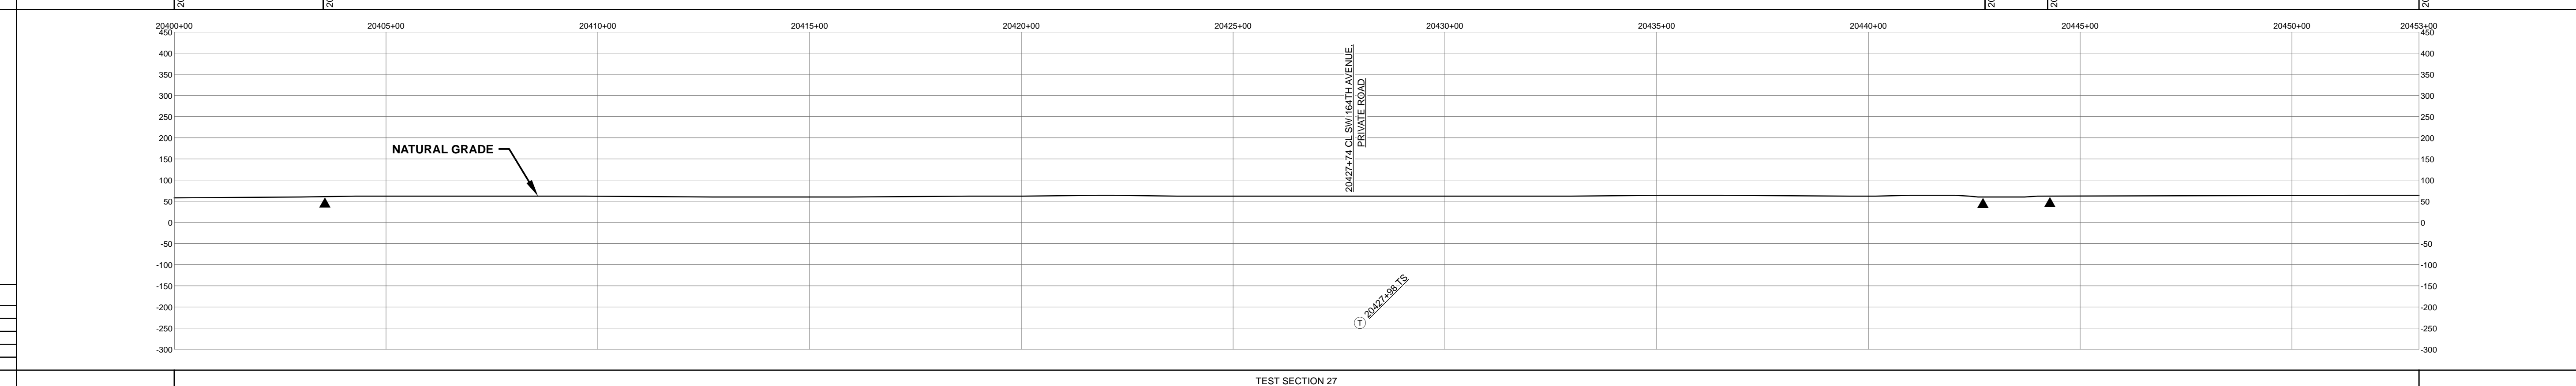 20400+00 20405+00 20410+00 20415+00 20420+00 20425+00 20430+00 20435+00 20440+00 20445+00 20450+00 20453+00
450 450
400 400
350 350
300 300
250 250
200 200
150 150
100 100
50 50
0 0
-50 -50
-100 -100
-150 -150
-200 -200
-250 -250
-300 -300
NATURAL GRADE
20427+74 CL SW 164TH AVENUE,
PRIVATE ROAD
20427+98 TS
T
TEST SECTION 27